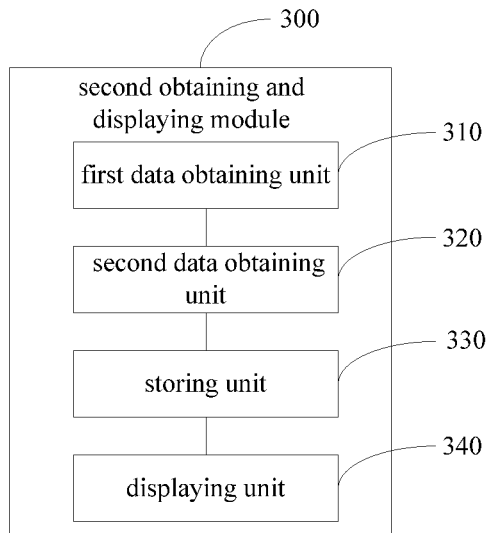 300
second obtaining and
displaying module
310
first data obtaining unit
320
second data obtaining
unit
330
storing unit
340
displaying unit